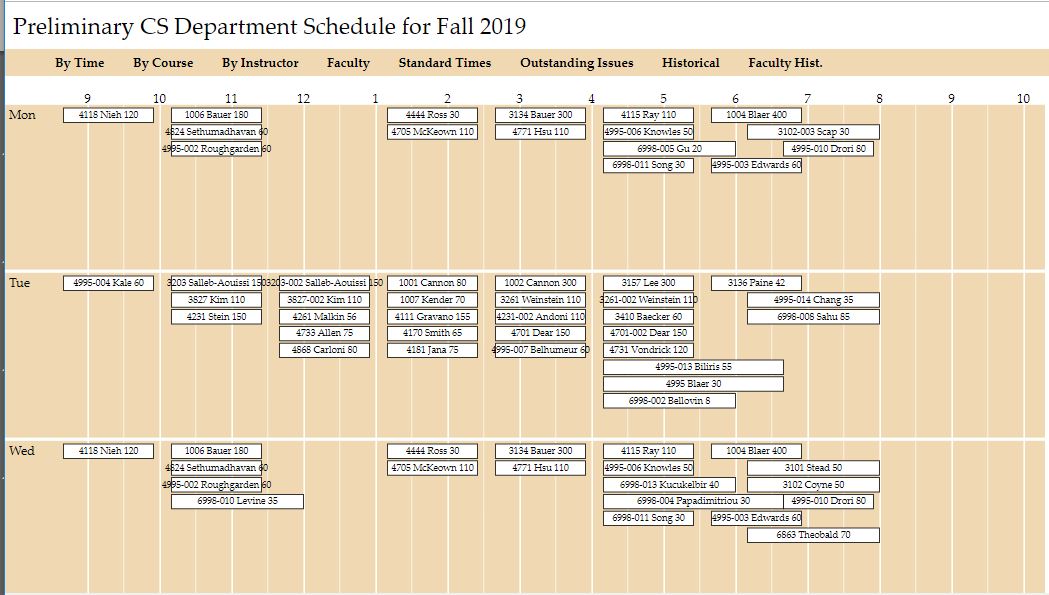 Preliminary CS Department Schedule for Fall 2019
By Time By Course By Instructor Faculty Standard Times Outstanding Issues Historical Faculty Hist.
9 10 11 12 1 2 3 4 5 6 7 8 9 10
Mon 4118 Nieh 120 1006 Bauer 180 4444 Ross 30 3134 Bauer 300 4115 Ray 110 1004 Blaer 400
4824 Sethumadhavan 60 4705 McKeown 110 4771 Hsu 110 4995-006 Knowles 50 3102-003 Scap 30
4995-002 Roughgarden 60 6998-005 Gu 20 4995-010 Drori 80
6998-011 Song 30 4995-003 Edwards 60
Tue 4995-004 Kale 60 3203 Salleb-Aouissi 150 3203-002 Salleb-Aouissi 150 1001 Cannon 80 1002 Cannon 300 3157 Lee 300 3136 Paine 42
3827 Kim 110 3827-002 Kim 110 1007 Kender 70 3261 Weinstein 110 3261-002 Weinstein 110 4995-014 Chang 35
4231 Stein 150 4261 Malkin 56 4111 Gravano 155 4231-002 Andoni 110 3410 Baecker 60 6998-008 Sahu 85
4733 Allen 75 4170 Smith 65 4701 Dear 150 4701-002 Dear 150
4868 Carloni 80 4181 Jana 75 4995-007 Belhumeur 60 4731 Vondrick 120
4995-013 Biliris 55
4995 Blaer 30
6998-002 Bellovin 8
Wed 4118 Nieh 120 1006 Bauer 180 4444 Ross 30 3134 Bauer 300 4115 Ray 110 1004 Blaer 400
4824 Sethumadhavan 60 4705 McKeown 110 4771 Hsu 110 4995-006 Knowles 50 3101 Stead 50
4995-002 Roughgarden 60 6998-013 Kucukelbir 40 3102 Coyne 50
6998-010 Levine 35 6998-004 Papadimitriou 30 4995-010 Drori 80
6998-011 Song 30 4995-003 Edwards 60
6863 Theobald 70